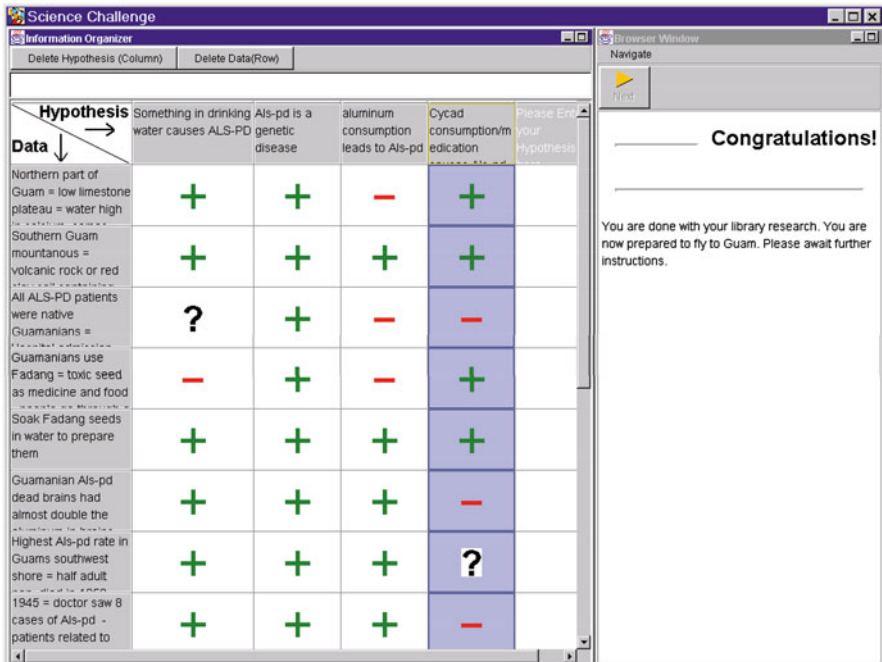 Science Challenge
Information Organizer
Delete Hypothesis (Column) Delete Data(Row)
Hypothesis
Data
Something in drinking
water causes ALS-PD
Als-pd is a
genetic
disease
aluminum
consumption
leads to Als-pd
Cycad
consumption/m
edication
Please Ent
your
Hypothesis
Northern part of
Guam = low limestone
plateau = water high
+ + - +
Southern Guam
mountanous =
volcanic rock or red
+ + + +
All ALS-PD patients
were native
Guamanians =
? + - -
Guamanians use
Fadang = toxic seed
as medicine and food
- + - +
Soak Fadang seeds
in water to prepare
them
+ + + +
Guamanian Als-pd
dead brains had
almost double the
+ + + -
Highest Als-pd rate in
Guams southwest
shore = half adult
+ + + ?
1945 = doctor saw 8
cases of Als-pd -
patients related to
+ + + -
Browser Window
Navigate
Next
Congratulations!
You are done with your library research. You are
now prepared to fly to Guam. Please await further
instructions.